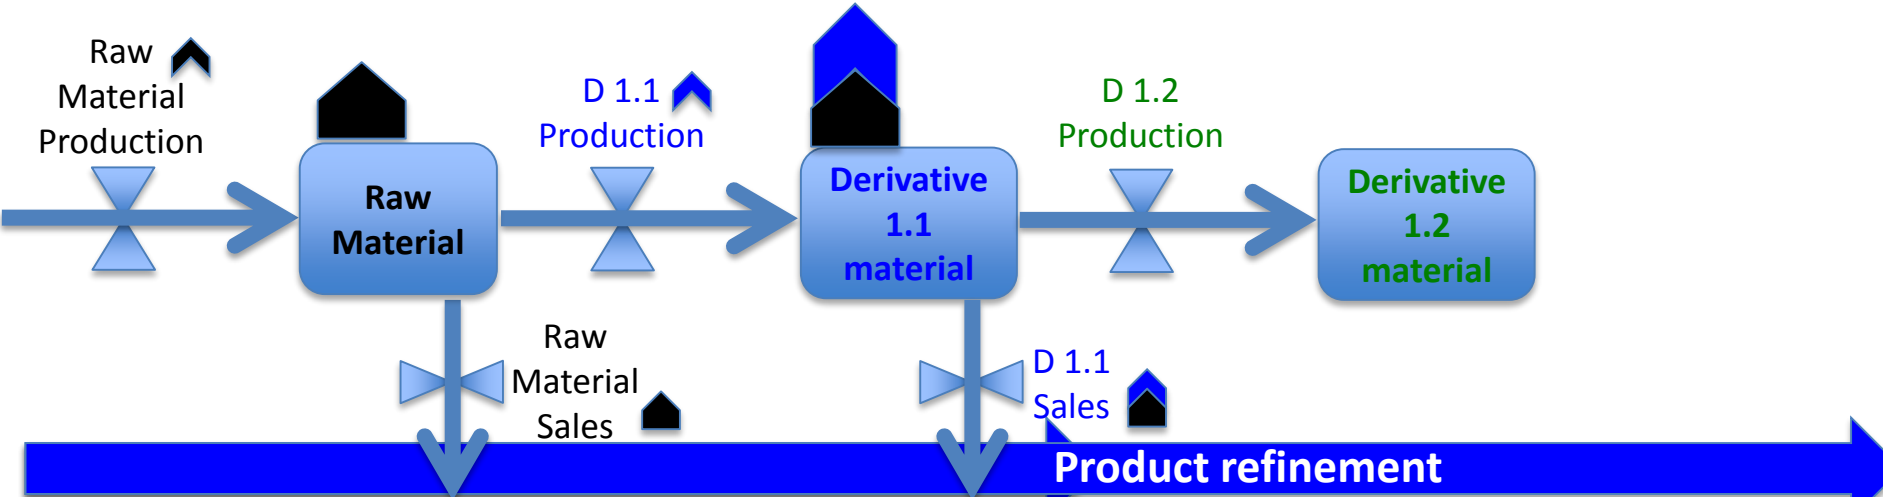 Raw
Material
Production
D 1.1
Production
D 1.2
Production
Raw
Material
Derivative
1.1
material
Derivative
1.2
material
Raw
Material
Sales
D 1.1
Sales
Product refinement